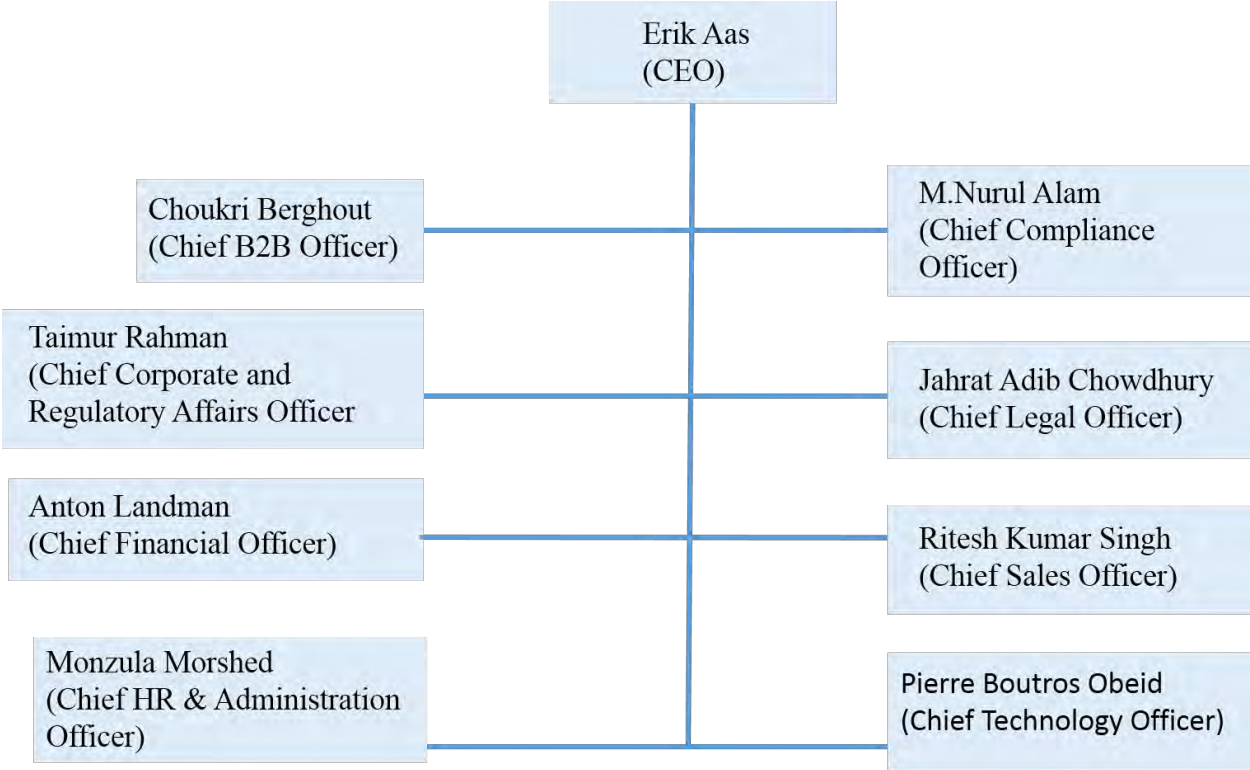 Erik Aas
(CEO)
Choukri Berghout
(Chief B2B Officer)
M.Nurul Alam
(Chief Compliance
Officer)
Taimur Rahman
(Chief Corporate and
Regulatory Affairs Officer
Jahrat Adib Chowdhury
(Chief Legal Officer)
Anton Landman
(Chief Financial Officer)
Ritesh Kumar Singh
(Chief Sales Officer)
Monzula Morshed
(Chief HR & Administration
Officer)
Pierre Boutros Obeid
(Chief Technology Officer)